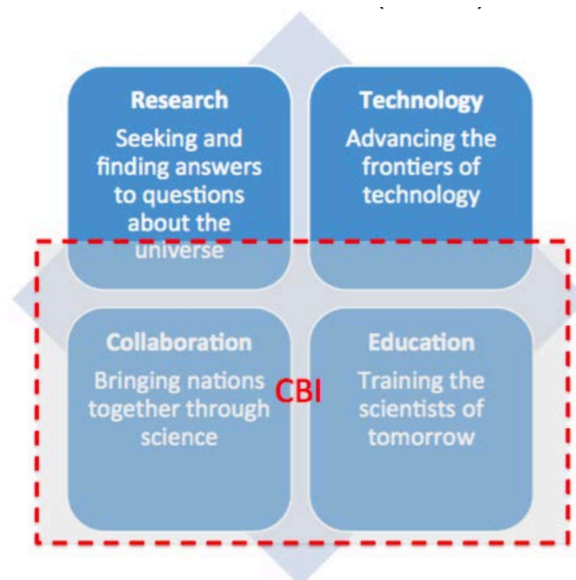 Research
Seeking and
finding answers
to questions
about the
universe
Technology
Advancing the
frontiers of
technology
Collaboration
Bringing nations
together through
science
CBI
Education
Training the
scientists of
tomorrow